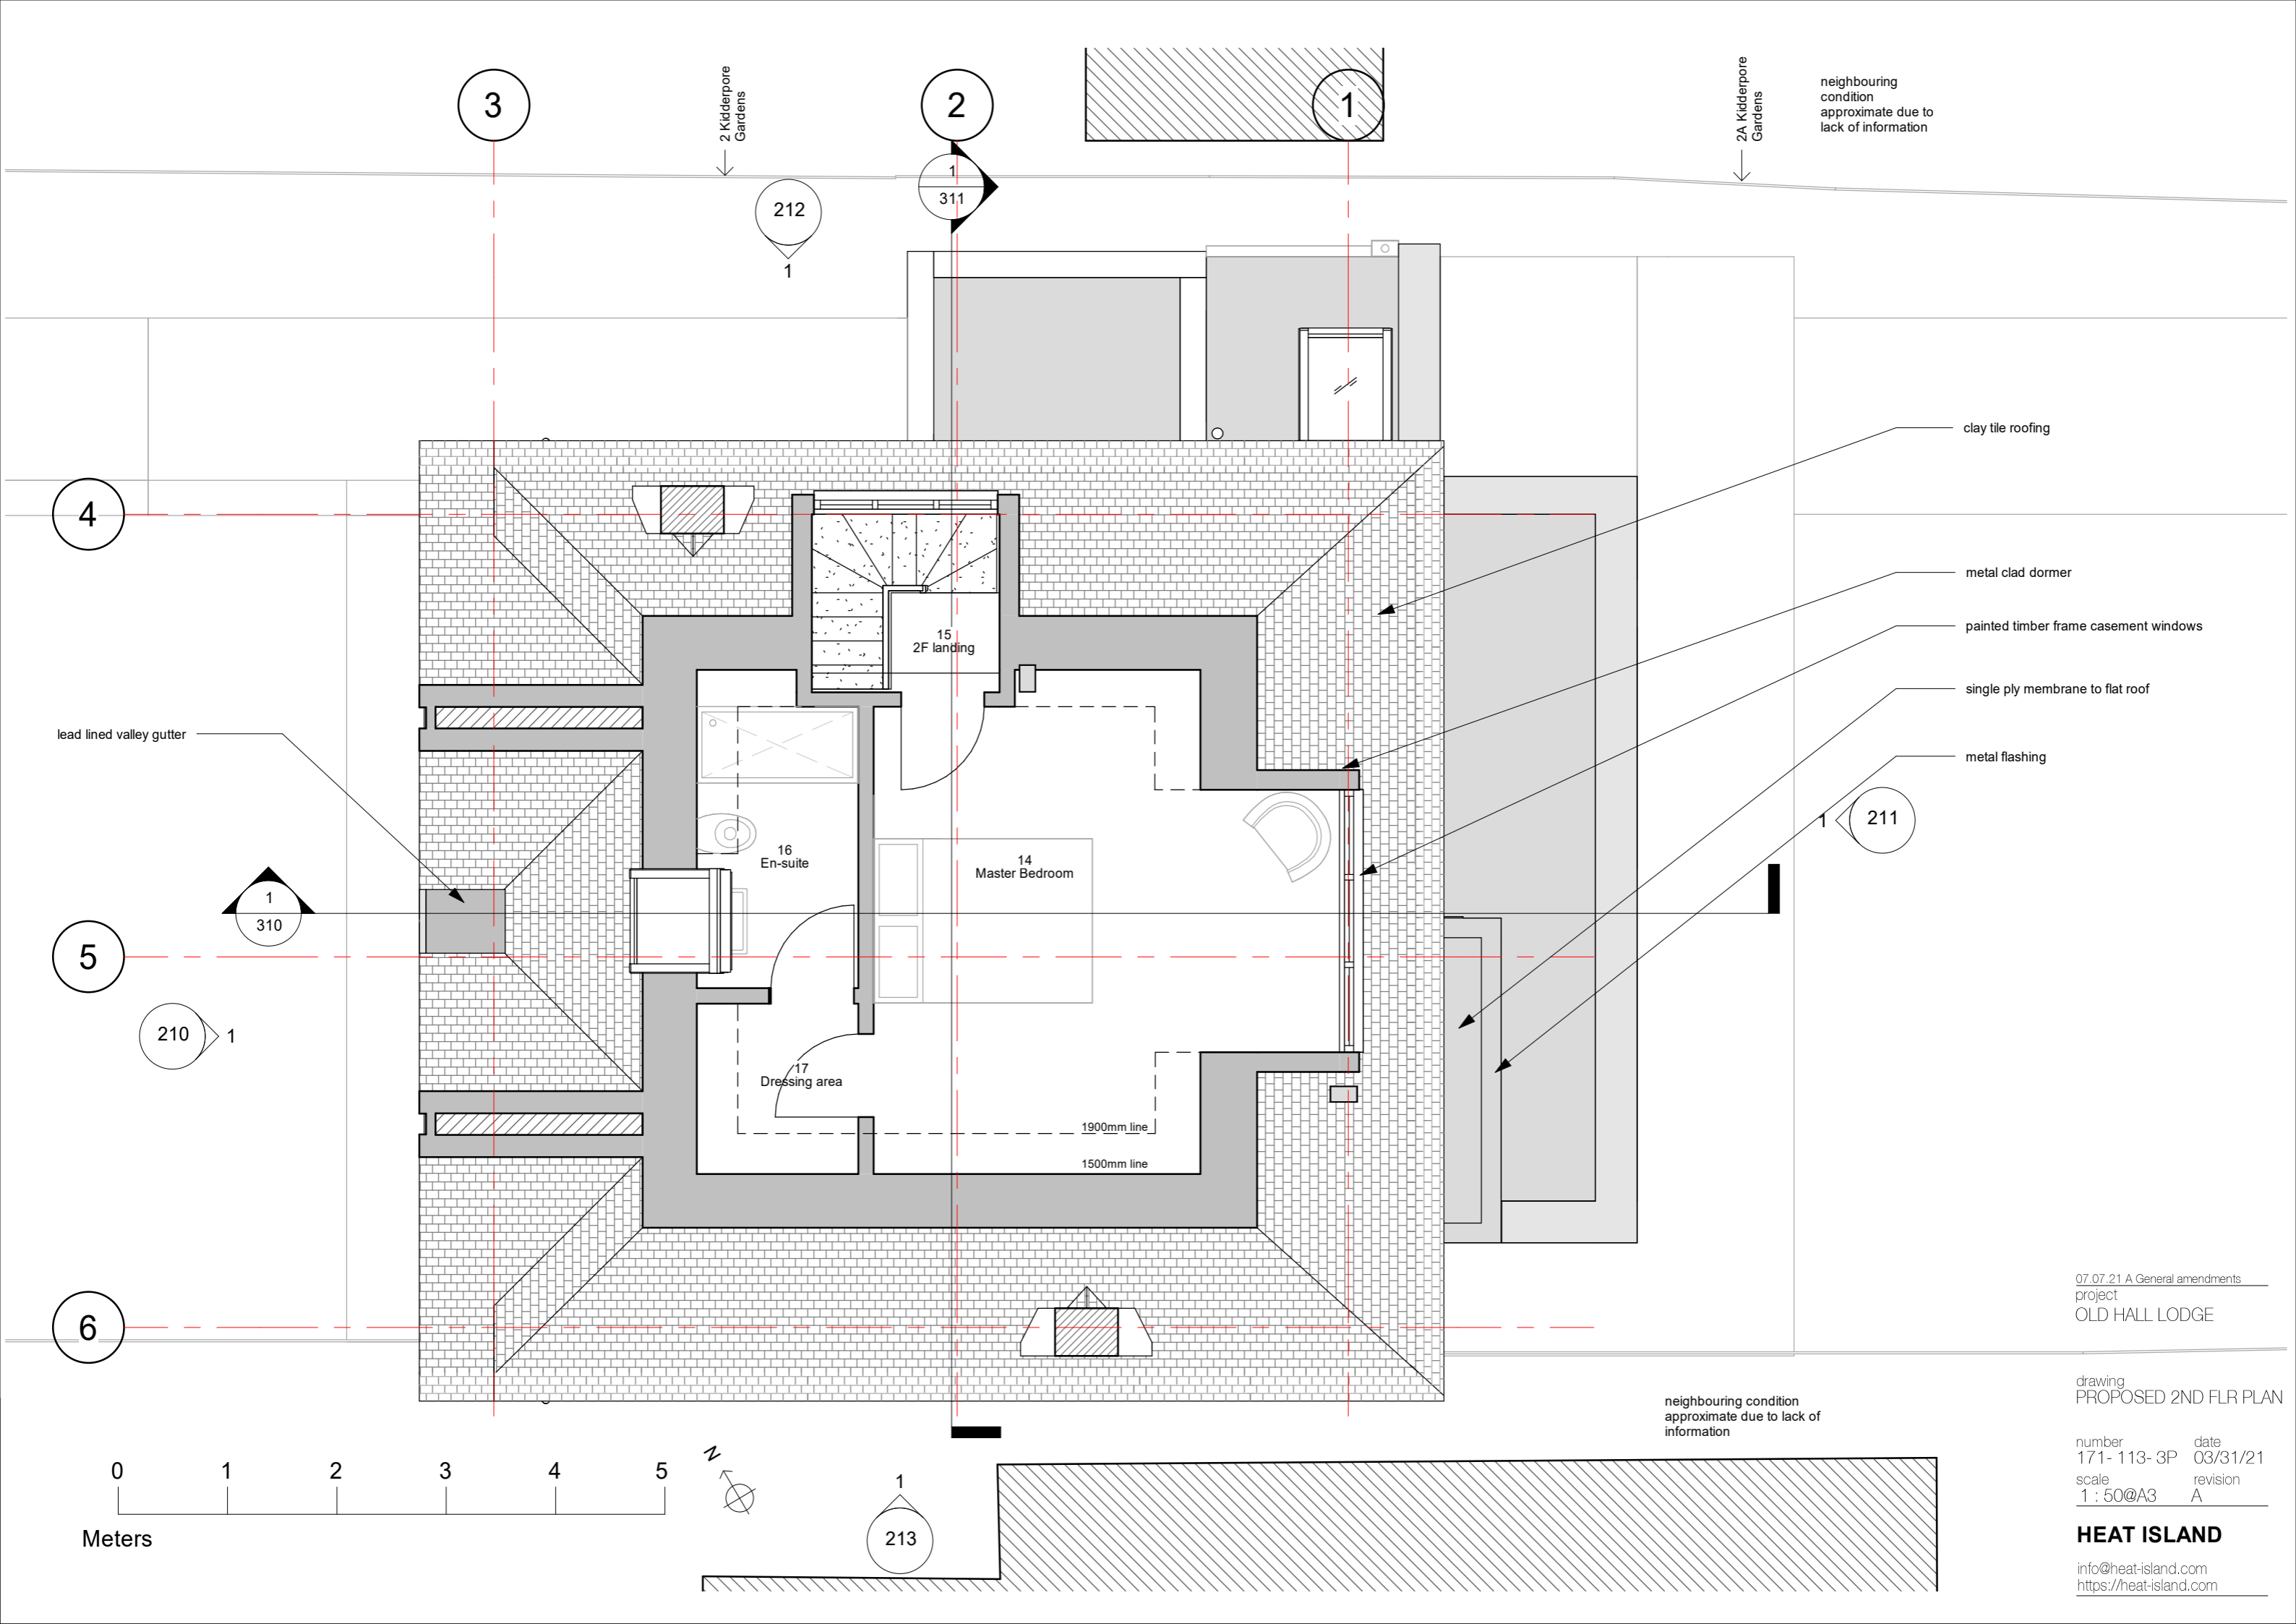 3
2 Kidderpore
Gardens
2
1
2A Kidderpore
Gardens
neighbouring
condition
approximate due to
lack of information
212
1
1
311
clay tile roofing
4
metal clad dormer
painted timber frame casement windows
15
2F landing
single ply membrane to flat roof
lead lined valley gutter
metal flashing
1
211
16
En-suite
14
Master Bedroom
1
310
5
210
1
17
Dressing area
1900mm line
1500mm line
6
07.07.21 A General amendments
project
OLD HALL LODGE
drawing
PROPOSED 2ND FLR PLAN
neighbouring condition
approximate due to lack of
information
number
date
171- 113- 3P
03/31/21
scale
revision
1 : 50@A3
A
0
1
2
3
4
5
Meters
N
1
213
HEAT ISLAND
info@heat-island.com
https://heat-island.com